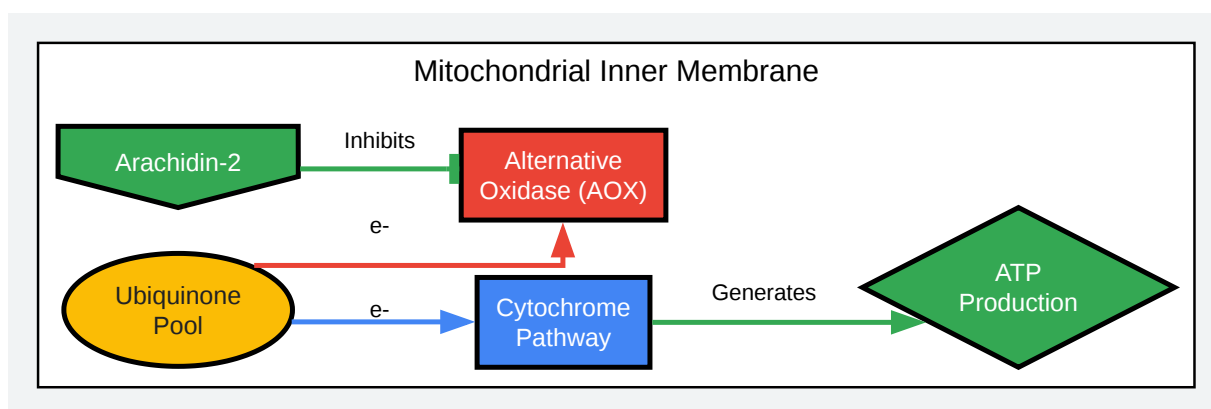 Mitochondrial Inner Membrane
Arachidin-2
Inhibits
Alternative
Oxidase (AOX)
e-
Ubiquinone
Pool
e-
Cytochrome
Pathway
Generates
ATP
Production